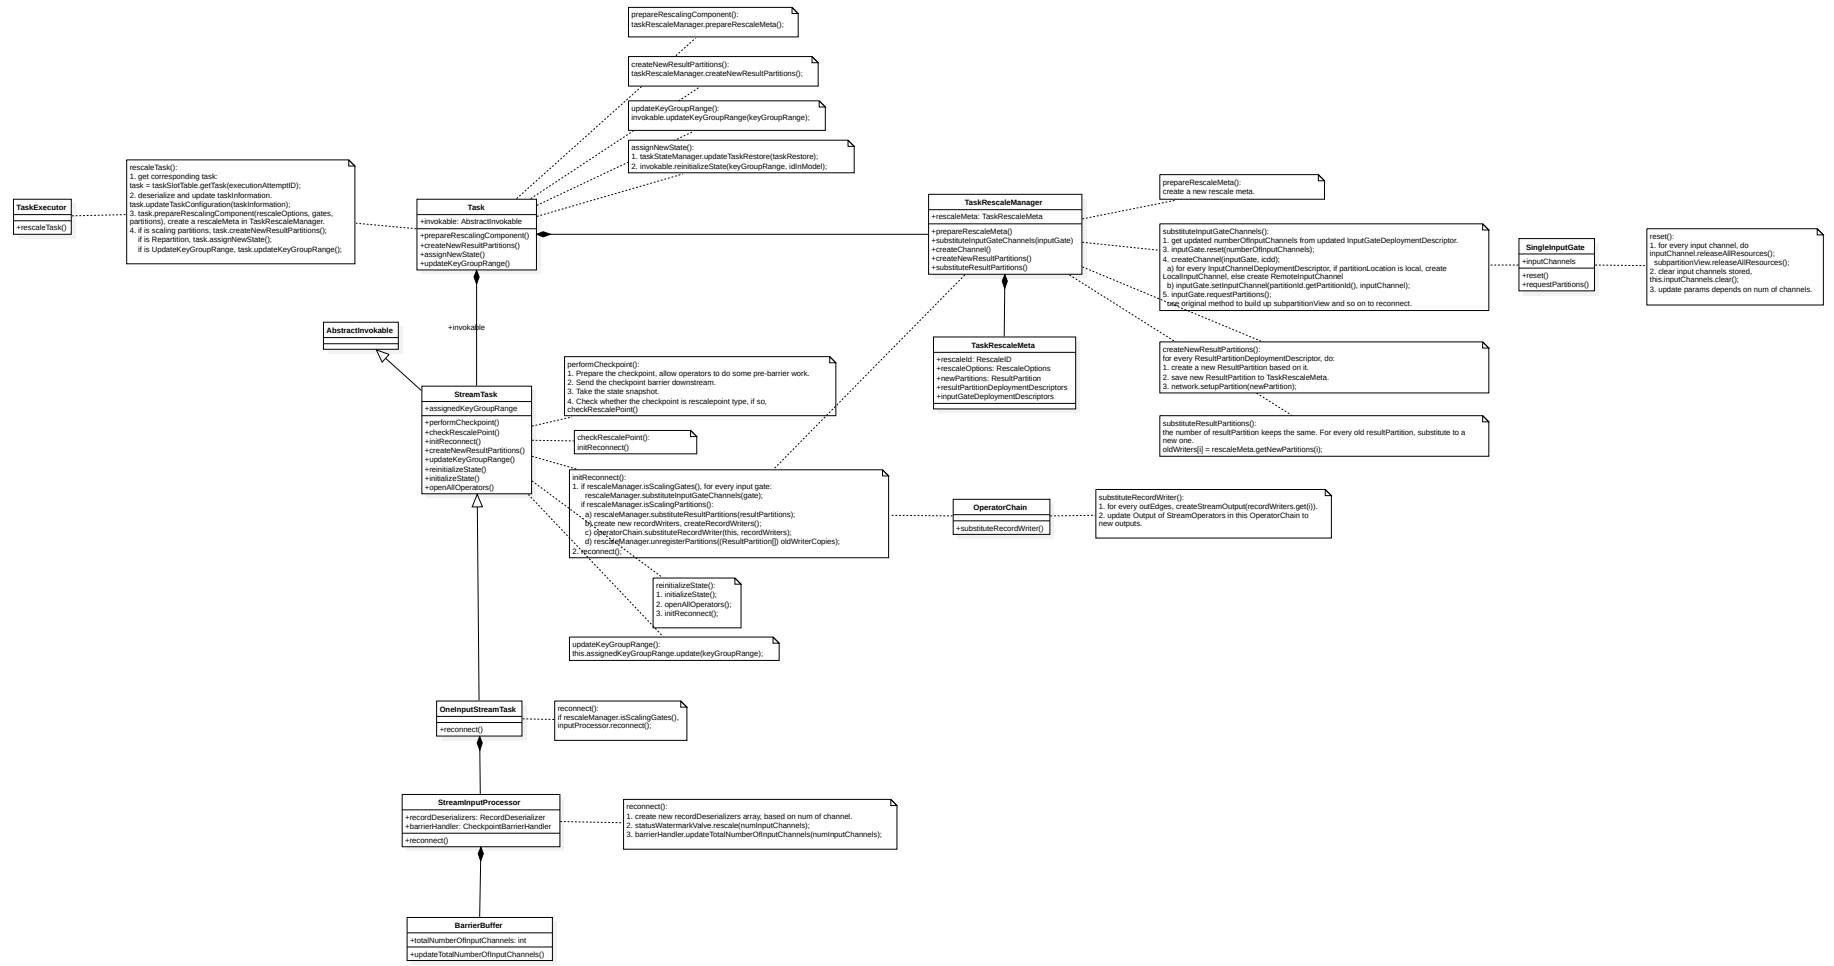 prepareRescalingComponent():
taskRescaleManager.prepareRescaleMeta();
createNewResultPartitions():
taskRescaleManager.createNewResultPartitions();
updateKeyGroupRange():
invokable.updateKeyGroupRange(keyGroupRange);
assignNewState():
1. taskStateManager.updateTaskRestore(taskRestore);
2. invokable.reinitializeState(keyGroupRange, idInModel);
TaskExecutor
+rescaleTask()
rescaleTask():
1. get corresponding task:
task = taskSlotTable.getTask(executionAttemptID);
2. deserialize and update taskInformation.
task.updateTaskConfiguration(taskInformation);
3. task.prepareRescalingComponent(rescaleOptions, gates,
partitions), create a rescaleMeta in TaskRescaleManager.
4. if is scaling partitions, task.createNewResultPartitions();
if is Repartition, task.assignNewState();
if is UpdateKeyGroupRange, task.updateKeyGroupRange();
Task
+invokable: AbstractInvokable
+prepareRescalingComponent()
+createNewResultPartitions()
+assignNewState()
+updateKeyGroupRange()
TaskRescaleManager
+rescaleMeta: TaskRescaleMeta
+prepareRescaleMeta()
+substituteInputGateChannels(inputGate)
+createChannel()
+createNewResultPartitions()
+substituteResultPartitions()
prepareRescaleMeta():
create a new rescale meta.
substituteInputGateChannels():
1. get updated numberOfInputChannels from updated InputGateDeploymentDescriptor.
3. inputGate.reset(numberOfInputChannels);
4. createChannel(inputGate, icdd):
a) for every InputChannelDeploymentDescriptor, if partitionLocation is local, create
LocalInputChannel, else create RemoteInputChannel
b) inputGate.setInputChannel(partitionId.getPartitionId(), inputChannel);
5. inputGate.requestPartitions();
use original method to build up subpartitionView and so on to reconnect.
SingleInputGate
+inputChannels
+reset()
+requestPartitions()
reset():
1. for every input channel, do
inputChannel.releaseAllResources();
subpartitionView.releaseAllResources();
2. clear input channels stored,
this.inputChannels.clear();
3. update params depends on num of channels.
+invokable
AbstractInvokable
TaskRescaleMeta
+rescaleId: RescaleID
+rescaleOptions: RescaleOptions
+newPartitions: ResultPartition
+resultPartitionDeploymentDescriptors
+inputGateDeploymentDescriptors
createNewResultPartitions():
for every ResultPartitionDeploymentDescriptor, do:
1. create a new ResultPartition based on it.
2. save new ResultPartition to TaskRescaleMeta.
3. network.setupPartition(newPartition);
substituteResultPartitions():
the number of resultPartition keeps the same. For every old resultPartition, substitute to a
new one.
oldWriters[i] = rescaleMeta.getNewPartitions(i);
StreamTask
+assignedKeyGroupRange
+performCheckpoint()
+checkRescalePoint()
+initReconnect()
+createNewResultPartitions()
+updateKeyGroupRange()
+reinitializeState()
+initializeState()
+openAllOperators()
performCheckpoint():
1. Prepare the checkpoint, allow operators to do some pre-barrier work.
2. Send the checkpoint barrier downstream.
3. Take the state snapshot.
4. Check whether the checkpoint is rescalepoint type, if so,
checkRescalePoint()
checkRescalePoint():
initReconnect()
initReconnect():
1. if rescaleManager.isScalingGates(), for every input gate:
rescaleManager.substituteInputGateChannels(gate);
if rescaleManager.isScalingPartitions():
a) rescaleManager.substituteResultPartitions(resultPartitions);
b) create new recordWriters, createRecordWriters();
c) operatorChain.substituteRecordWriter(this, recordWriters);
d) rescaleManager.unregisterPartitions((ResultPartition[]) oldWriterCopies);
2. reconnect();
OperatorChain
+substituteRecordWriter()
substituteRecordWriter():
1. for every outEdges, createStreamOutput(recordWriters.get(i)).
2. update Output of StreamOperators in this OperatorChain to
new outputs.
reinitializeState():
1. initializeState();
2. openAllOperators();
3. initReconnect();
updateKeyGroupRange():
this.assignedKeyGroupRange.update(keyGroupRange);
OneInputStreamTask
+reconnect()
reconnect():
if rescaleManager.isScalingGates(),
inputProcessor.reconnect();
StreamInputProcessor
+recordDeserializers: RecordDeserializer
+barrierHandler: CheckpointBarrierHandler
+reconnect()
reconnect():
1. create new recordDeserializers array, based on num of channel.
2. statusWatermarkValve.rescale(numInputChannels);
3. barrierHandler.updateTotalNumberOfInputChannels(numInputChannels);
BarrierBuffer
+totalNumberOfInputChannels: int
+updateTotalNumberOfInputChannels()